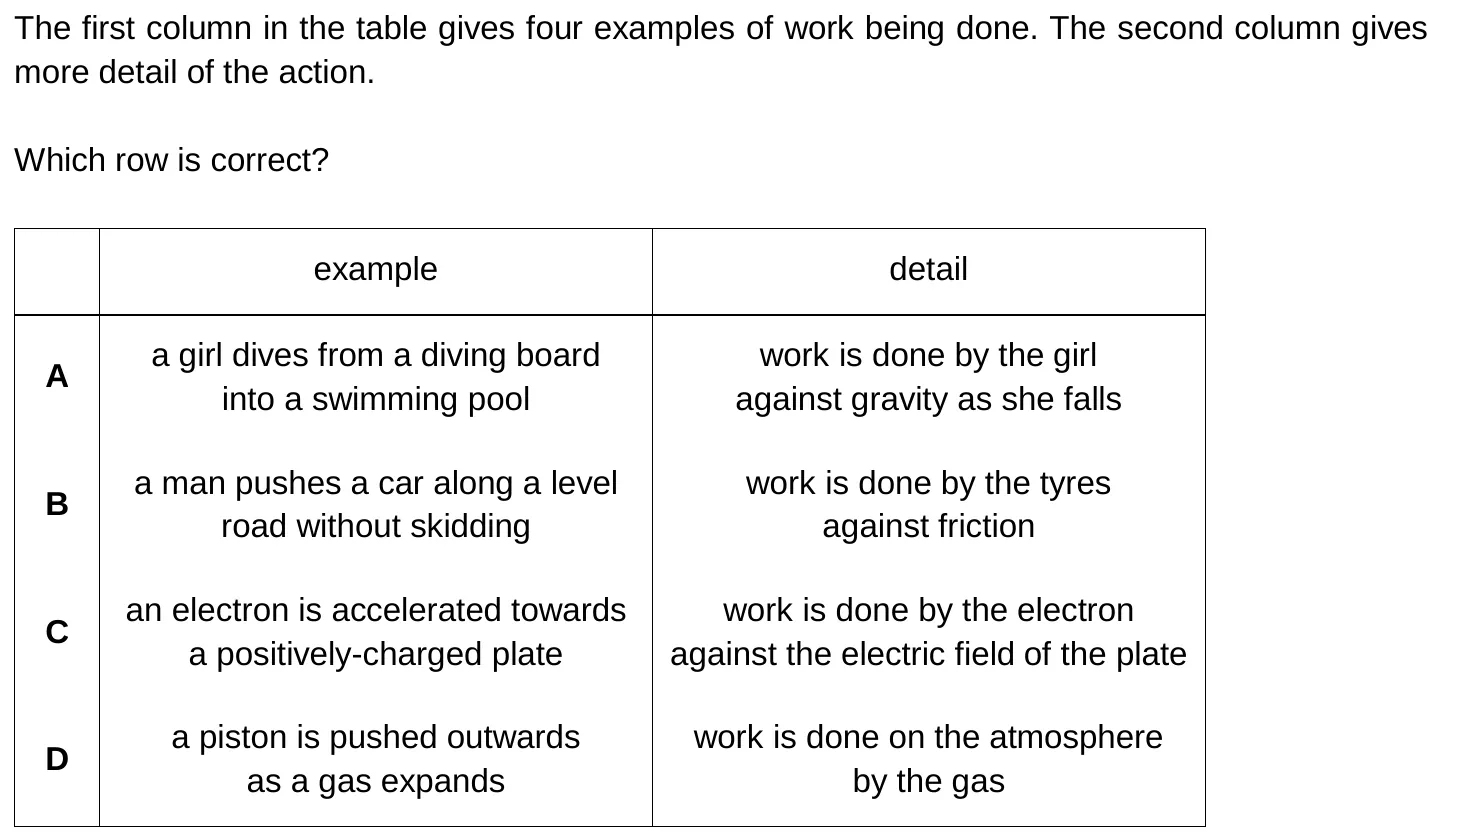 The first column in the table gives four examples of work being done. The second column gives
more detail of the action.
Which row is correct?
example detail
A
a girl dives from a diving board
into a swimming pool
work is done by the girl
against gravity as she falls
B
a man pushes a car along a level
road without skidding
work is done by the tyres
against friction
C
an electron is accelerated towards
a positively-charged plate
work is done by the electron
against the electric field of the plate
D
a piston is pushed outwards
as a gas expands
work is done on the atmosphere
by the gas